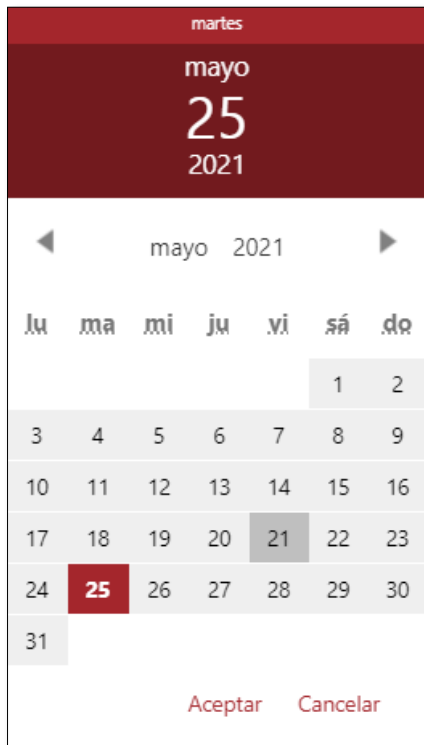 martes
mayo
25
2021
mayo 2021
lu ma mi ju vi sá do
1 2
3 4 5 6 7 8 9
10 11 12 13 14 15 16
17 18 19 20 21 22 23
24 25 26 27 28 29 30
31
Aceptar Cancelar